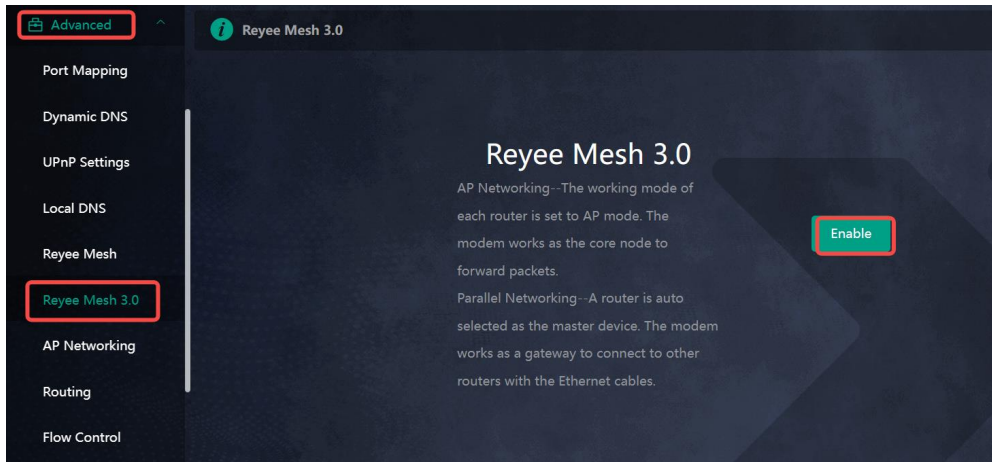 Advanced
Port Mapping
Dynamic DNS
UPnP Settings
Local DNS
Reyee Mesh
Reyee Mesh 3.0
AP Networking
Routing
Flow Control
Reyee Mesh 3.0
Reyee Mesh 3.0
AP Networking--The working mode of
each router is set to AP mode. The
modem works as the core node to
forward packets.
Parallel Networking--A router is auto
selected as the master device. The modem
works as a gateway to connect to other
routers with the Ethernet cables.
Enable